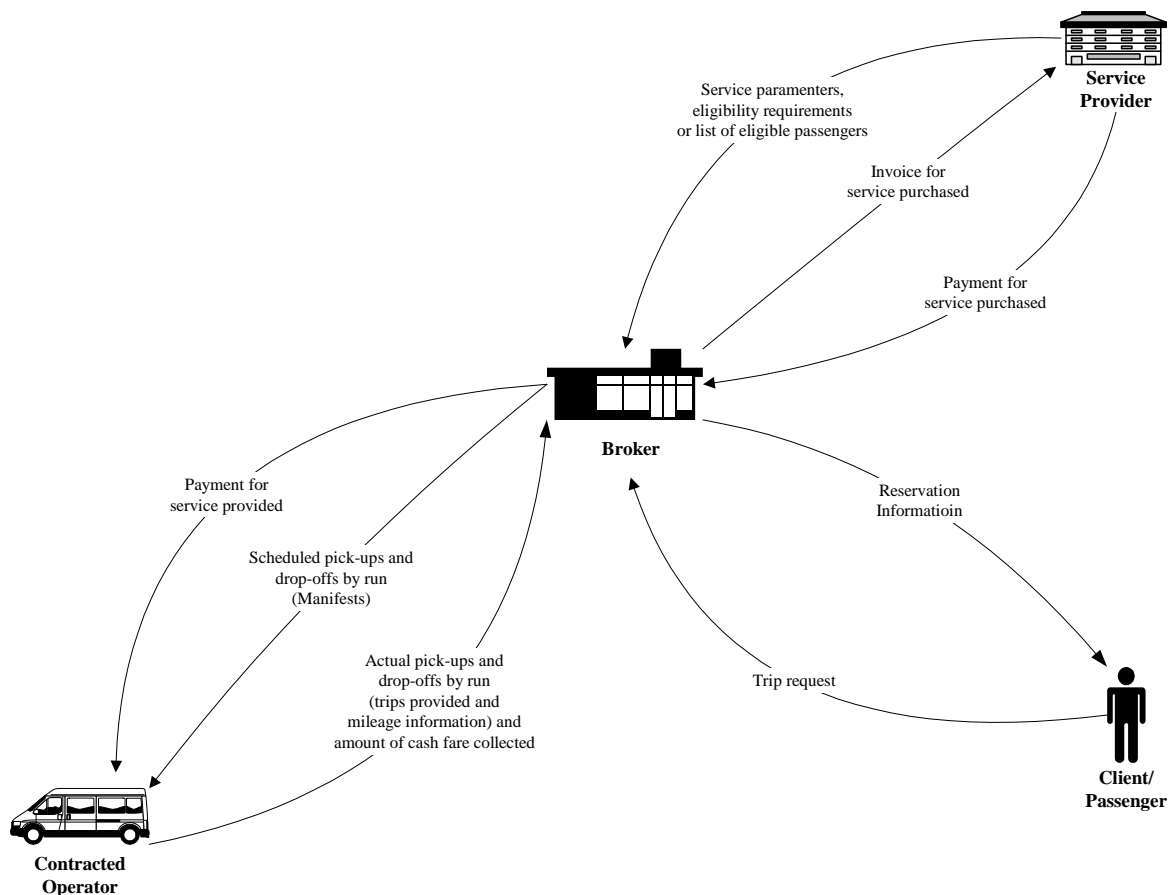 Service
Provider
Service paramenters,
eligibility requirements
or list of eligible passengers
Invoice for
service purchased
Payment for
service purchased
Broker
Payment for
service provided
Reservation
Informatioin
Scheduled pick-ups and
drop-offs by run
(Manifests)
Actual pick-ups and
drop-offs by run
(trips provided and
mileage information) and
amount of cash fare collected
Trip request
Client/
Passenger
Contracted
Operator